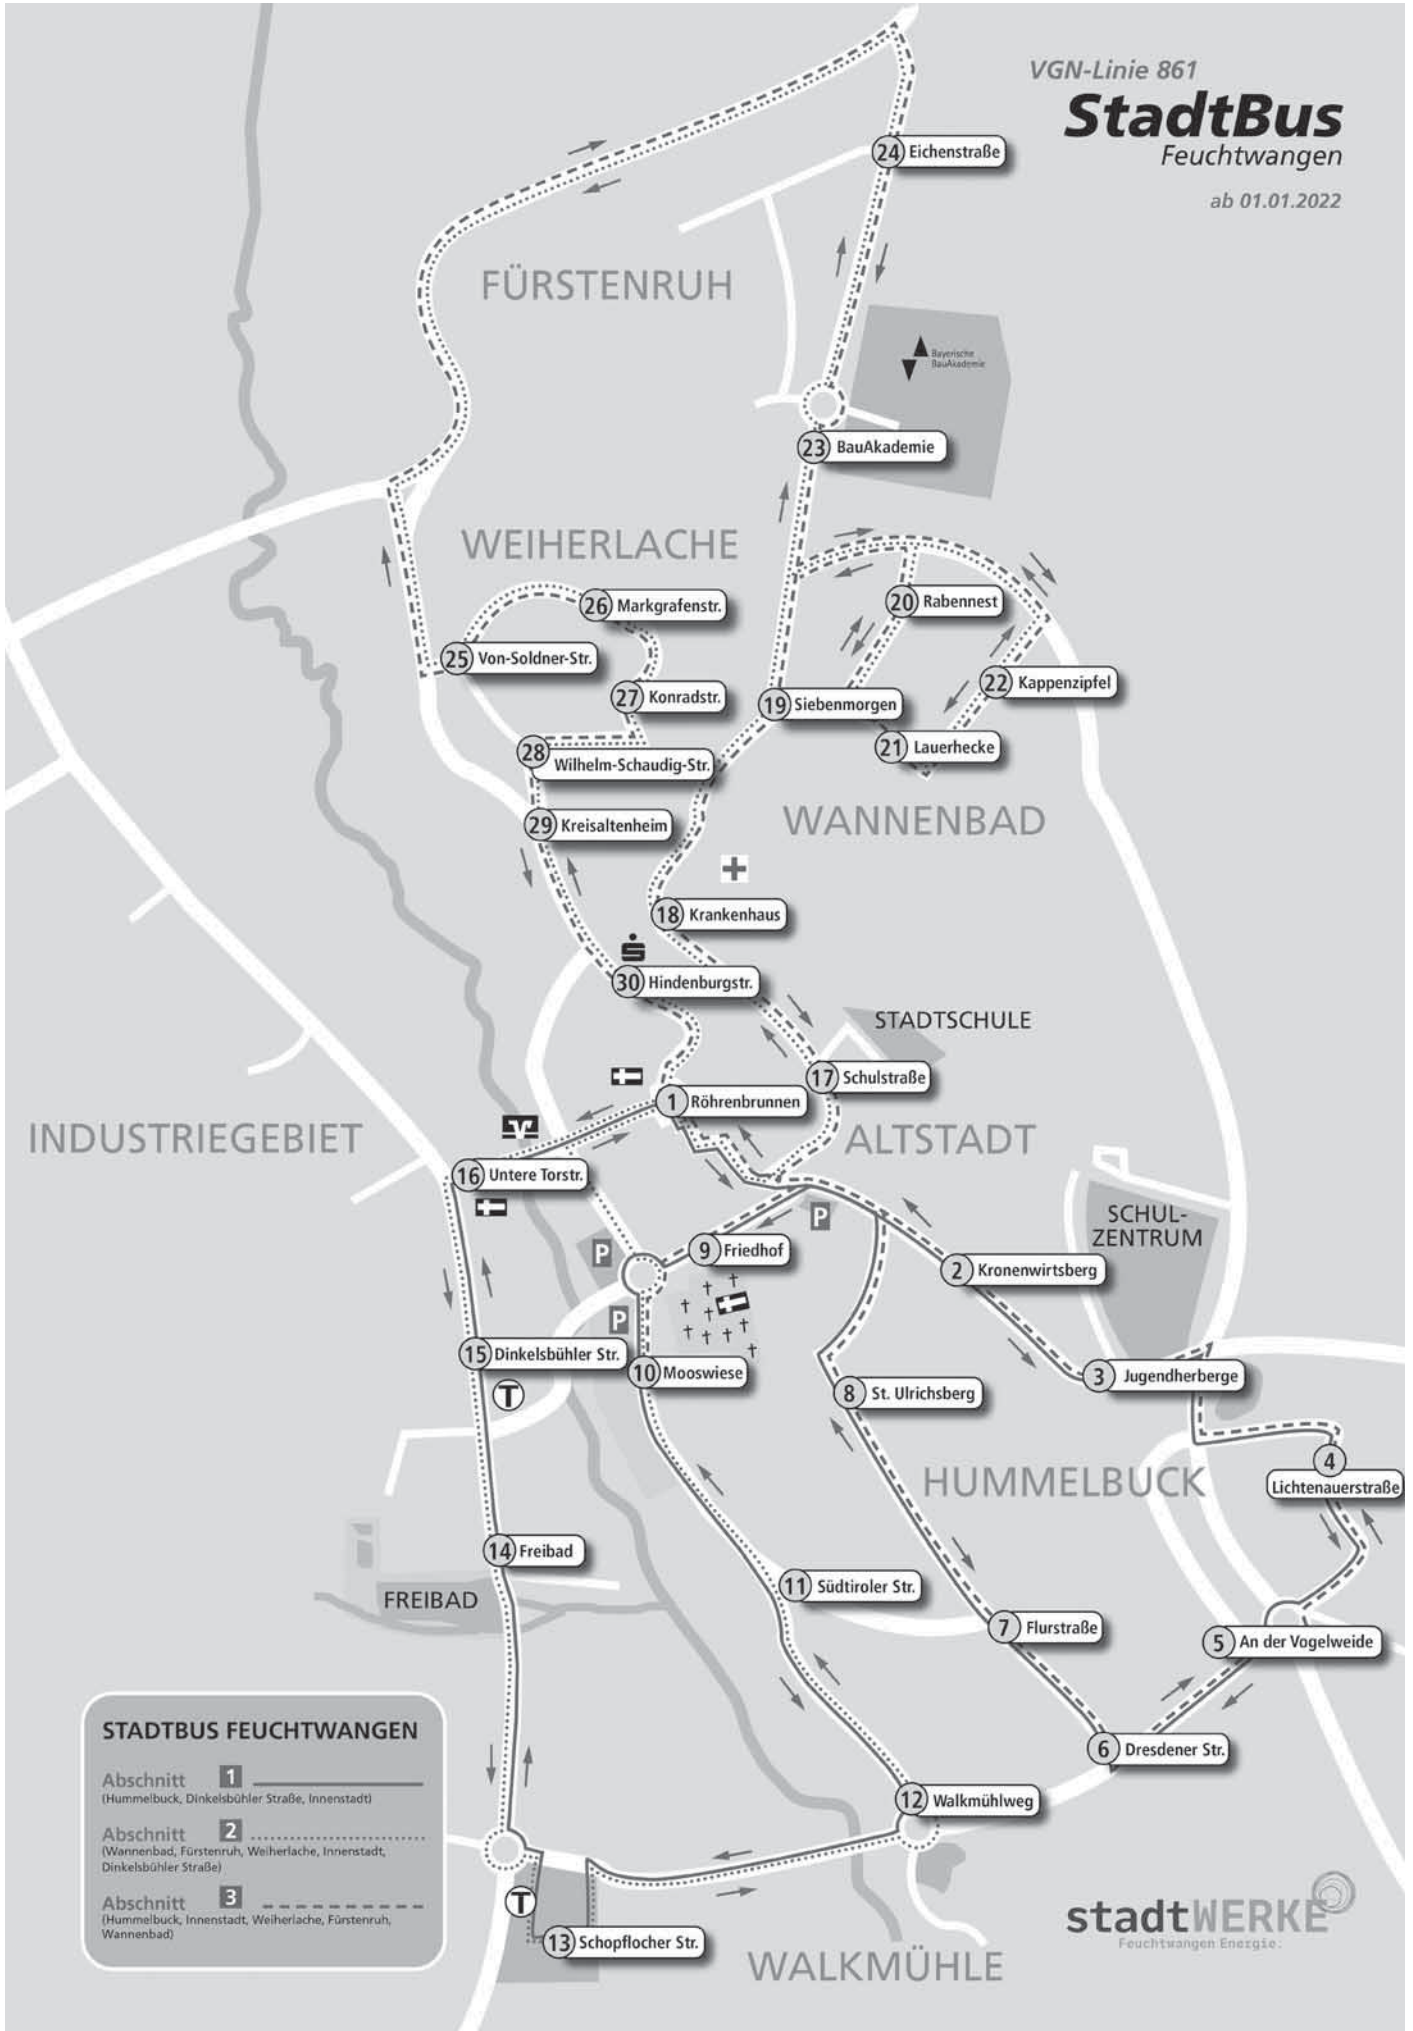 VGN-Linie 861
StadtBus
Feuchtwangen
ab 01.01.2022
24 Eichenstraße
FÜRSTENRUH
Bayerische
BauAkademie
23 BauAkademie
WEIHERLACHE
26 Markgrafenstr.
20 Rabennest
25 Von-Soldner-Str.
27 Konradstr.
22 Kappenzipfel
19 Siebenmorgen
28 Wilhelm-Schaudig-Str.
21 Lauerhecke
WANNENBAD
29 Kreisaltenheim
18 Krankenhaus
30 Hindenburgstr.
STADTSCHULE
17 Schulstraße
1 Röhrenbrunnen
INDUSTRIEGEBIET
ALTSTADT
16 Untere Torstr.
P
SCHUL-
ZENTRUM
P
9 Friedhof
2 Kronenwirtsberg
P
15 Dinkelsbühler Str.
10 Mooswiese
3 Jugendherberge
T
8 St. Ulrichsberg
HUMMELBUCK
4
Lichtenauerstraße
14 Freibad
FREIBAD
11 Südtiroler Str.
7 Flurstraße
5 An der Vogelweide
6 Dresdener Str.
12 Walkmühlweg
T
13 Schopflocher Str.
WALKMÜHLE
STADTBUS FEUCHTWANGEN
Abschnitt 1
(Hummelbuck, Dinkelsbühler Straße, Innenstadt)
Abschnitt 2
(Wannenbad, Fürstenruh, Weiherlache, Innenstadt,
Dinkelsbühler Straße)
Abschnitt 3
(Hummelbuck, Innenstadt, Weiherlache, Fürstenruh,
Wannenbad)
stadtWERKE
Feuchtwangen Energie.